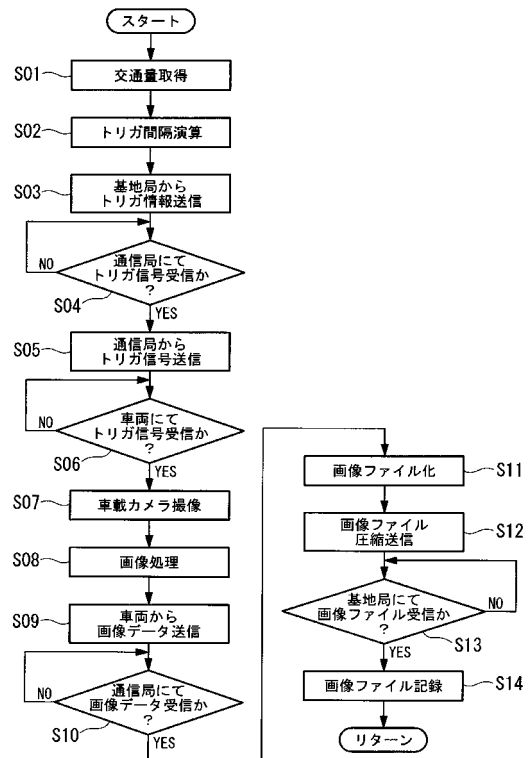 スタート
S01
交通量取得
S02
トリガ間隔演算
S03
基地局から
トリガ情報送信
通信局にて
トリガ信号受信か
?
NO
S04
YES
S05
通信局から
トリガ信号送信
車両にて
トリガ信号受信か
?
NO
S06
YES
S07
車載カメラ撮像
S08
画像処理
S09
車両から
画像データ送信
通信局にて
画像データ受信か
?
NO
S10
YES
画像ファイル化
S11
画像ファイル
圧縮送信
S12
基地局にて
画像ファイル受信か
?
NO
S13
YES
画像ファイル記録
S14
リターン